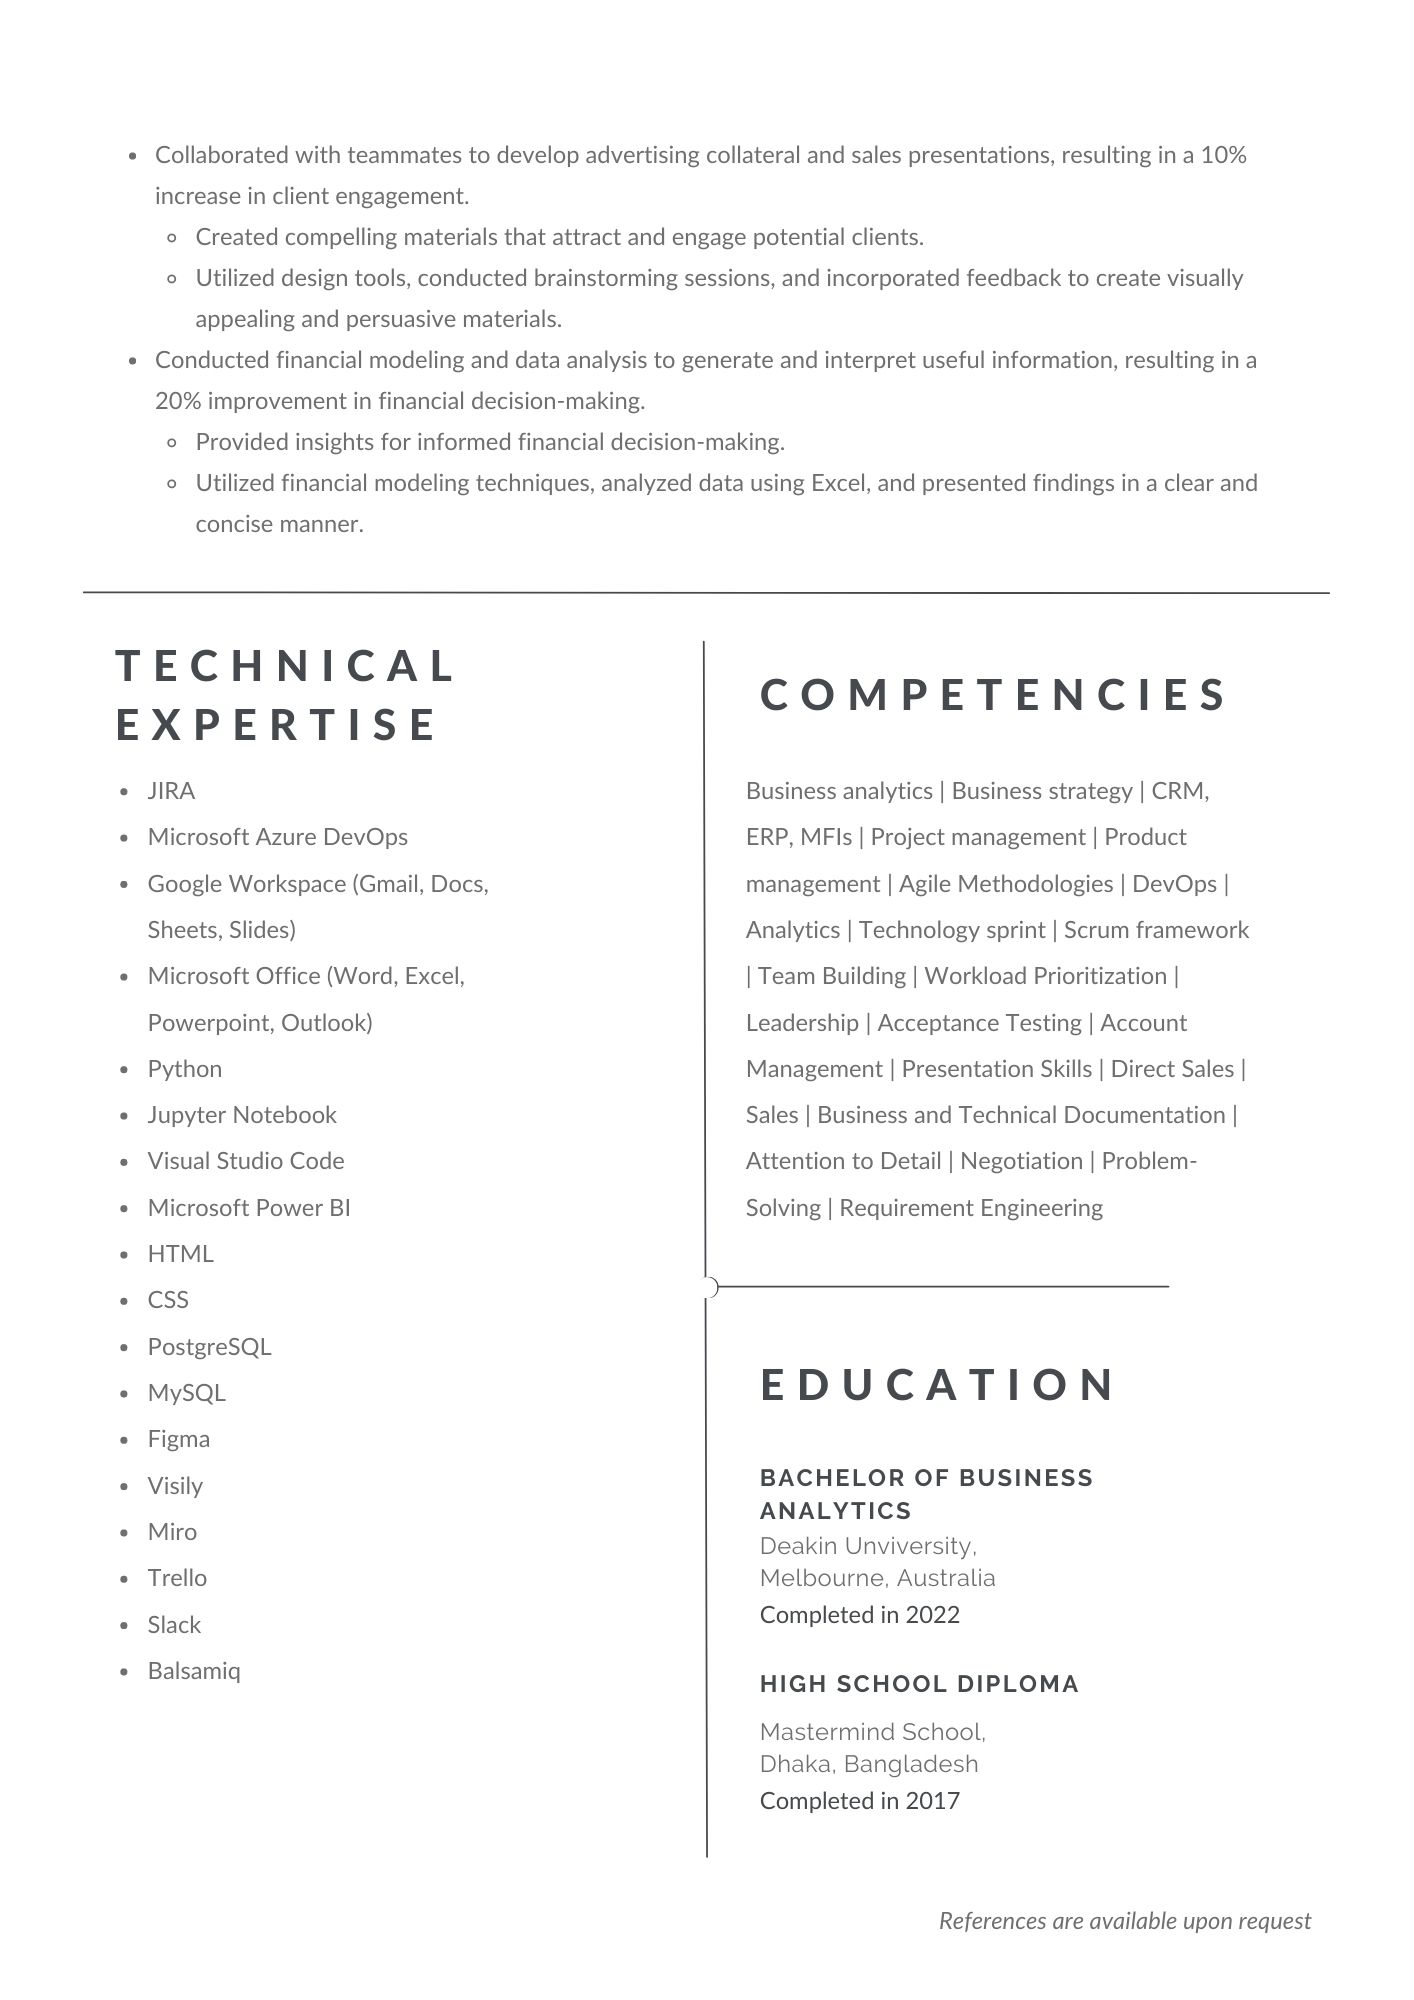 • Collaborated with teammates to develop advertising collateral and sales presentations, resulting in a 10%
increase in client engagement.
◦ Created compelling materials that attract and engage potential clients.
◦ Utilized design tools, conducted brainstorming sessions, and incorporated feedback to create visually
appealing and persuasive materials.
• Conducted financial modeling and data analysis to generate and interpret useful information, resulting in a
20% improvement in financial decision-making.
◦ Provided insights for informed financial decision-making.
◦ Utilized financial modeling techniques, analyzed data using Excel, and presented findings in a clear and
concise manner.
TECHNICAL
EXPERTISE
• JIRA
• Microsoft Azure DevOps
• Google Workspace (Gmail, Docs,
Sheets, Slides)
• Microsoft Office (Word, Excel,
Powerpoint, Outlook)
• Python
• Jupyter Notebook
• Visual Studio Code
• Microsoft Power BI
• HTML
• CSS
• PostgreSQL
• MySQL
• Figma
• Visily
• Miro
• Trello
• Slack
• Balsamiq
COMPETENCIES
Business analytics | Business strategy | CRM,
ERP, MFIs | Project management | Product
management | Agile Methodologies | DevOps |
Analytics | Technology sprint | Scrum framework
| Team Building | Workload Prioritization |
Leadership | Acceptance Testing | Account
Management | Presentation Skills | Direct Sales |
Sales | Business and Technical Documentation |
Attention to Detail | Negotiation | Problem-
Solving | Requirement Engineering
EDUCATION
BACHELOR OF BUSINESS
ANALYTICS
Deakin Unviversity,
Melbourne, Australia
Completed in 2022
HIGH SCHOOL DIPLOMA
Mastermind School,
Dhaka, Bangladesh
Completed in 2017
References are available upon request